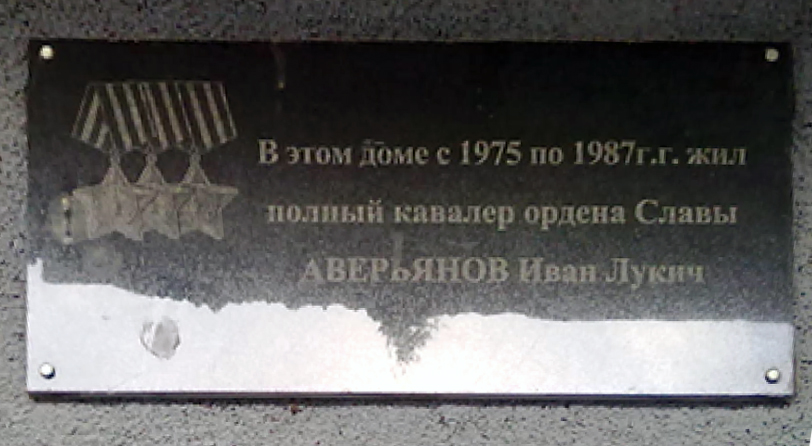 В этом доме с 1975 по 1987г.г. жил
полный кавалер ордена Славы
АВЕРЬЯНОВ Иван Лукич